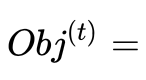 Obj^{(t)} =